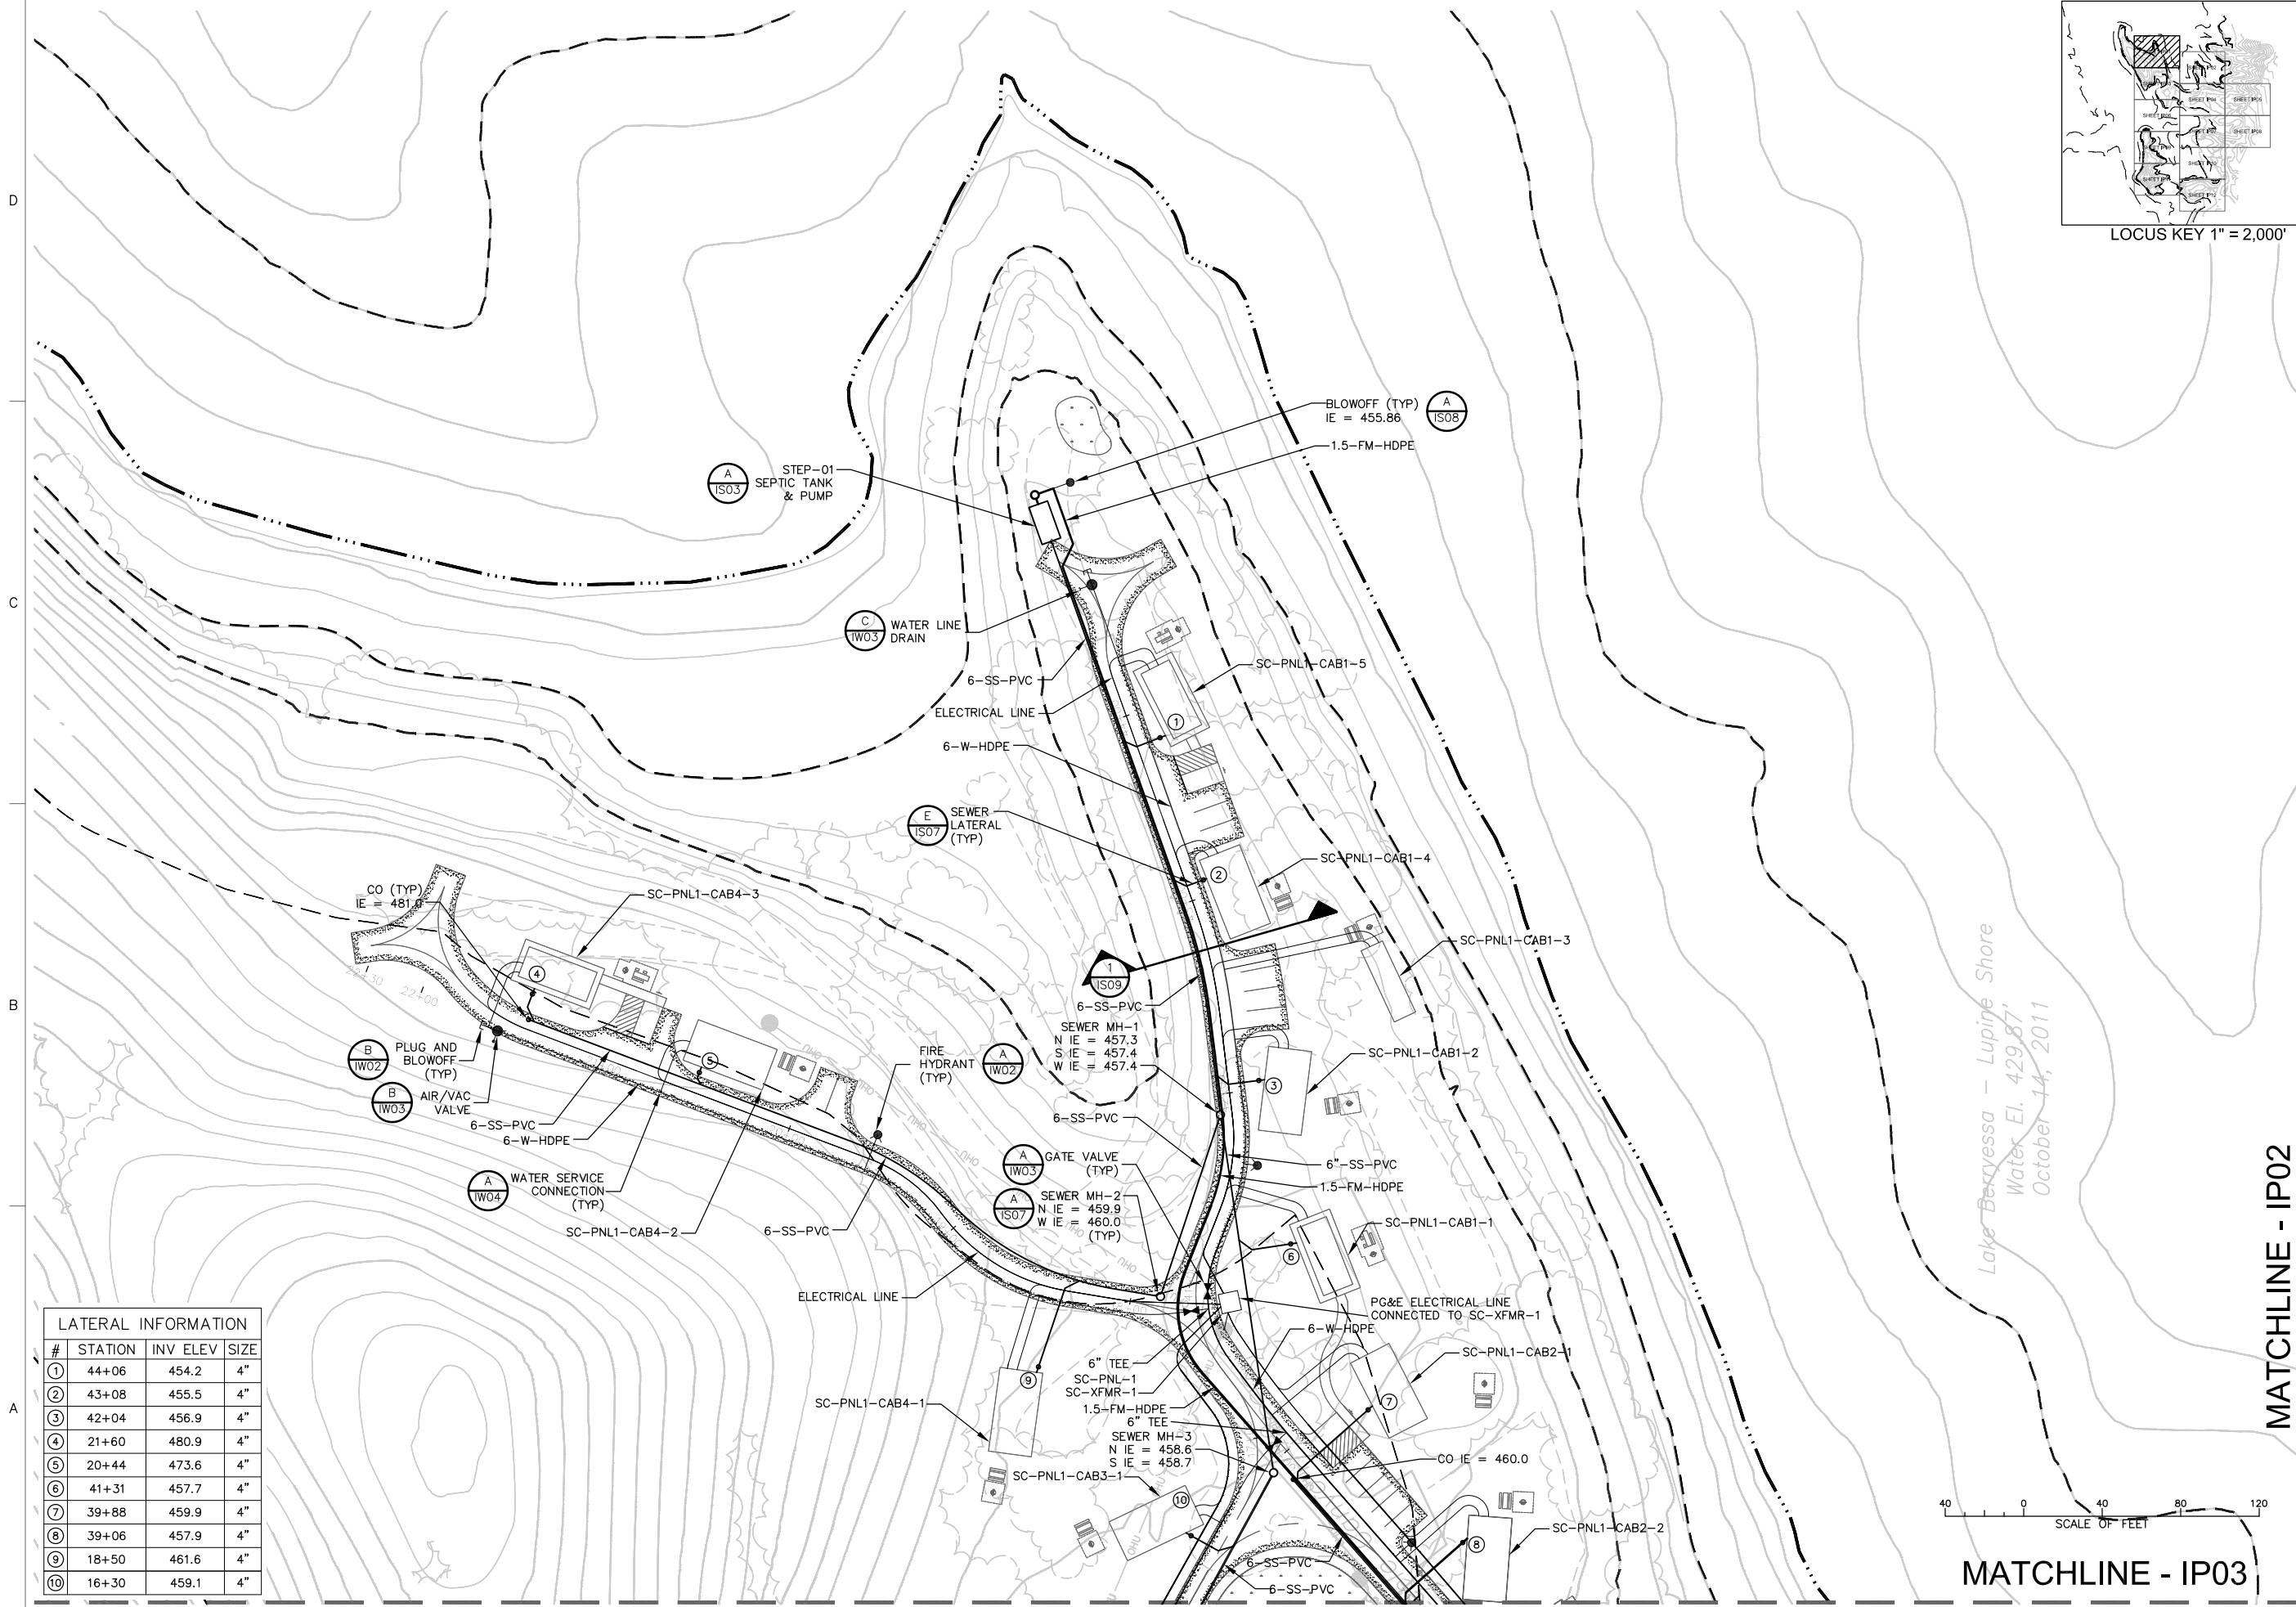 D
C
B
A
LOCUS KEY 1" = 2,000'
BLOWOFF (TYP)
IE = 455.86
A
IS08
1.5-FM-HDPE
A
IS03
STEP-01
SEPTIC TANK
& PUMP
C
IW03
WATER LINE
DRAIN
6-SS-PVC
SC-PNL1-CAB1-5
ELECTRICAL LINE
1
6-W-HDPE
E
IS07
SEWER
LATERAL
(TYP)
SC-PNL1-CAB1-4
2
CO (TYP)
IE = 481.0
SC-PNL1-CAB4-3
SC-PNL1-CAB1-3
4
22+30
22+00
1
IS09
6-SS-PVC
SEWER MH-1
N IE = 457.3
S IE = 457.4
W IE = 457.4
B
IW02
PLUG AND
BLOWOFF
(TYP)
5
OHU
FIRE
HYDRANT
(TYP)
A
IW02
SC-PNL1-CAB1-2
3
B
IW03
AIR/VAC
VALVE
6-SS-PVC
6-W-HDPE
6-SS-PVC
A
IW03
GATE VALVE
(TYP)
6"-SS-PVC
1.5-FM-HDPE
A
IW04
WATER SERVICE
CONNECTION
(TYP)
A
IS07
SEWER MH-2
N IE = 459.9
W IE = 460.0
(TYP)
SC-PNL1-CAB4-2
6-SS-PVC
SC-PNL1-CAB1-1
6
ELECTRICAL LINE
PG&E ELECTRICAL LINE
CONNECTED TO SC-XFMR-1
6-W-HDPE
6" TEE
SC-PNL-1
SC-XFMR-1
1.5-FM-HDPE
6" TEE
SEWER MH-3
N IE = 458.6
S IE = 458.7
SC-PNL1-CAB2-1
7
9
SC-PNL1-CAB4-1
SC-PNL1-CAB3-1
10
CO IE = 460.0
SC-PNL1-CAB2-2
8
6-SS-PVC
6-SS-PVC
Lake Berryessa - Lupine Shore
Water El. 429.87'
October 14, 2011
LATERAL INFORMATION
# STATION INV ELEV SIZE
1 44+06 454.2 4"
2 43+08 455.5 4"
3 42+04 456.9 4"
4 21+60 480.9 4"
5 20+44 473.6 4"
6 41+31 457.7 4"
7 39+88 459.9 4"
8 39+06 457.9 4"
9 18+50 461.6 4"
10 16+30 459.1 4"
40 0 40 80 120
SCALE OF FEET
MATCHLINE - IP02
MATCHLINE - IP03